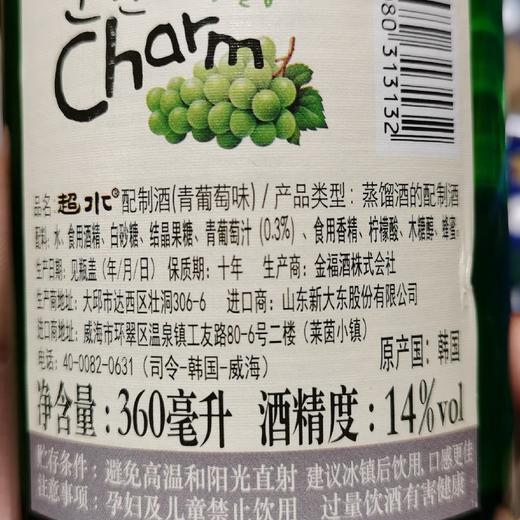 Charm
80 313132
品名: 超水® 配制酒(青葡萄味) / 产品类型: 蒸馏酒的配制酒
配料: 水、食用酒精、白砂糖、结晶果糖、青葡萄汁 (0.3%)、食用香精、柠檬酸、木糖醇、蜂蜜。
生产日期: 见瓶盖 (年/月/日) 保质期: 十年 生产商: 金福酒株式会社
生产商地址: 大邱市达西区壮洞306-6 进口商: 山东新大东股份有限公司
进口商地址: 威海市环翠区温泉镇工友路80-6号二楼 (莱茵小镇)
电话: 40-0082-0631 (司令-韩国-威海)
原产国: 韩国
净含量: 360毫升 酒精度: 14%vol
贮存条件: 避免高温和阳光直射 建议冰镇后饮用, 口感更佳
注意事项: 孕妇及儿童禁止饮用 过量饮酒有害健康